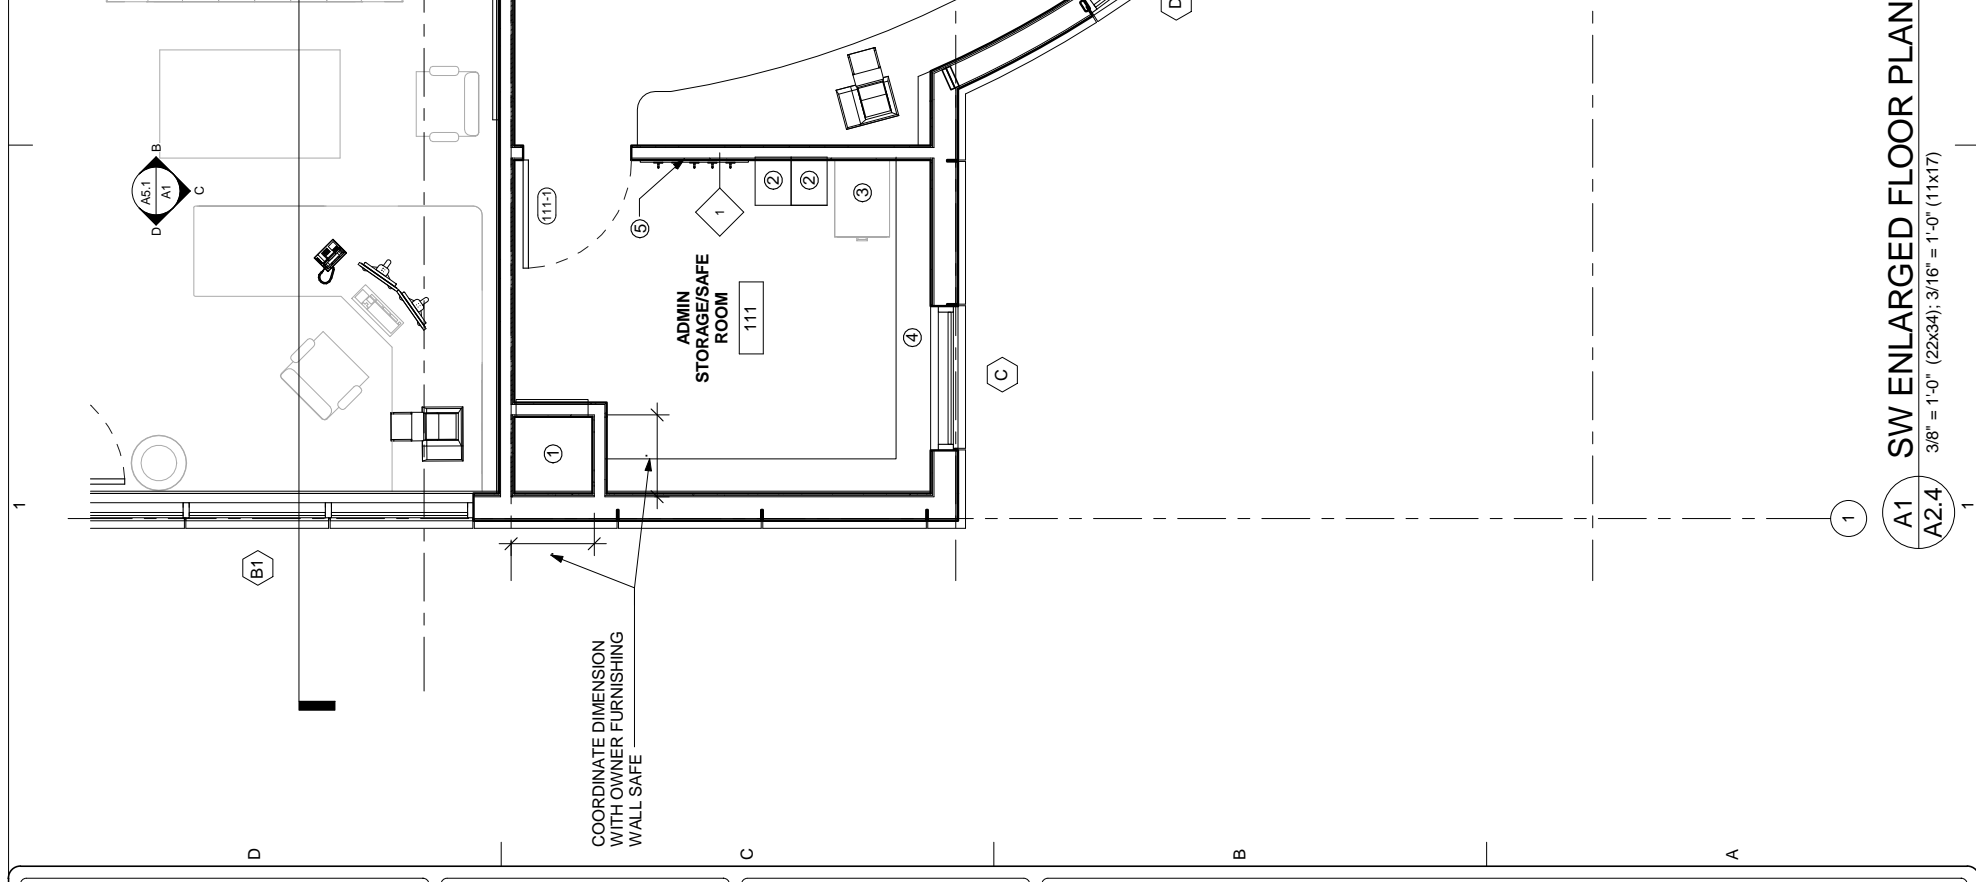 B
A5.1
A1
C
D
111-1
5
1
2
2
3
ADMIN
STORAGE/SAFE
ROOM
111
4
C
1
B1
COORDINATE DIMENSION
WITH OWNER FURNISHING
WALL SAFE
D
C
B
A
1
1
1
A1
A2.4
SW ENLARGED FLOOR PLAN
3/8" = 1'-0" (22x34); 3/16" = 1'-0" (11x17)
D